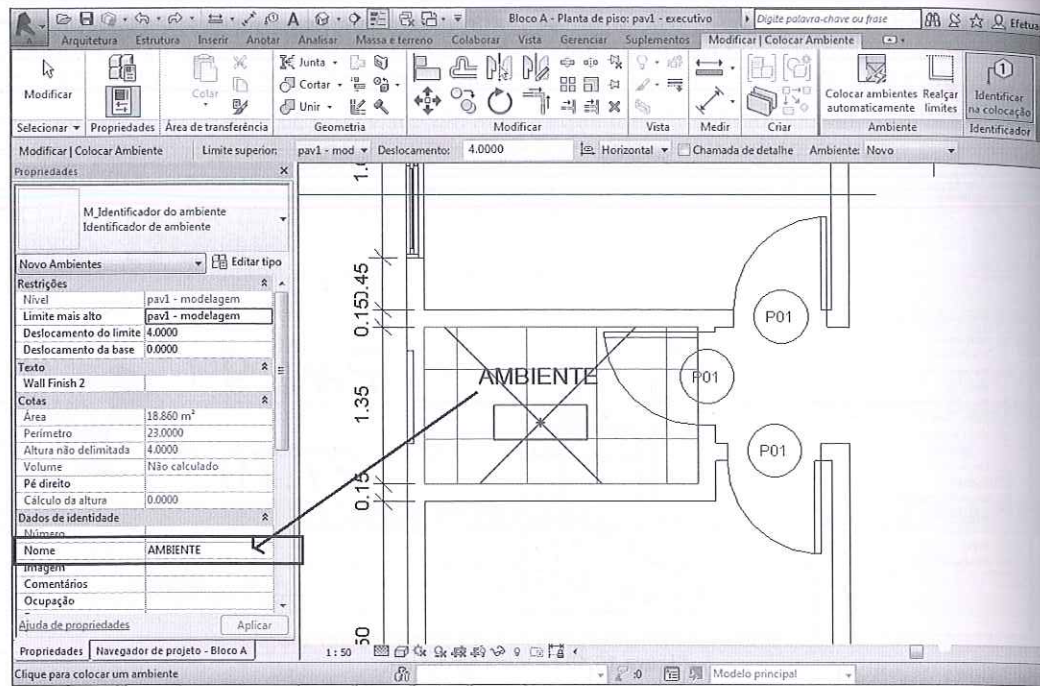 Bloco A - Planta de piso: pav1 - executivo
Digite palavra-chave ou frase
Efetua
Arquitetura Estrutura Inserir Anotar Analisar Massa e terreno Colaborar Vista Gerenciar Suplementos Modificar | Colocar Ambiente
Modificar
Colar
Junta
Cortar
Unir
Colocar ambientes automaticamente
Realçar limites
Identificar na colocação
Selecionar Propriedades Área de transferência Geometria Modificar Vista Medir Criar Ambiente Identificador
Modificar | Colocar Ambiente Limite superior: pav1 - mod Deslocamento: 4.0000 Horizontal Chamada de detalhe Ambiente: Novo
Propriedades
M_Identificador do ambiente
Identificador de ambiente
Novo Ambientes Editar tipo
Restrições
Nível pav1 - modelagem
Limite mais alto pav1 - modelagem
Deslocamento do limite 4.0000
Deslocamento da base 0.0000
Texto
Wall Finish 2
Cotas
Área 18.860 m²
Perímetro 23.0000
Altura não delimitada 4.0000
Volume Não calculado
Pé direito
Cálculo da altura 0.0000
Dados de identidade
Número
Nome AMBIENTE
Imagem
Comentários
Ocupação
Ajuda de propriedades Aplicar
Propriedades Navegador de projeto - Bloco A
Clique para colocar um ambiente
0.45
0.15
1.35
0.15
50
AMBIENTE
P01
P01
P01
1 : 50
:0 Modelo principal